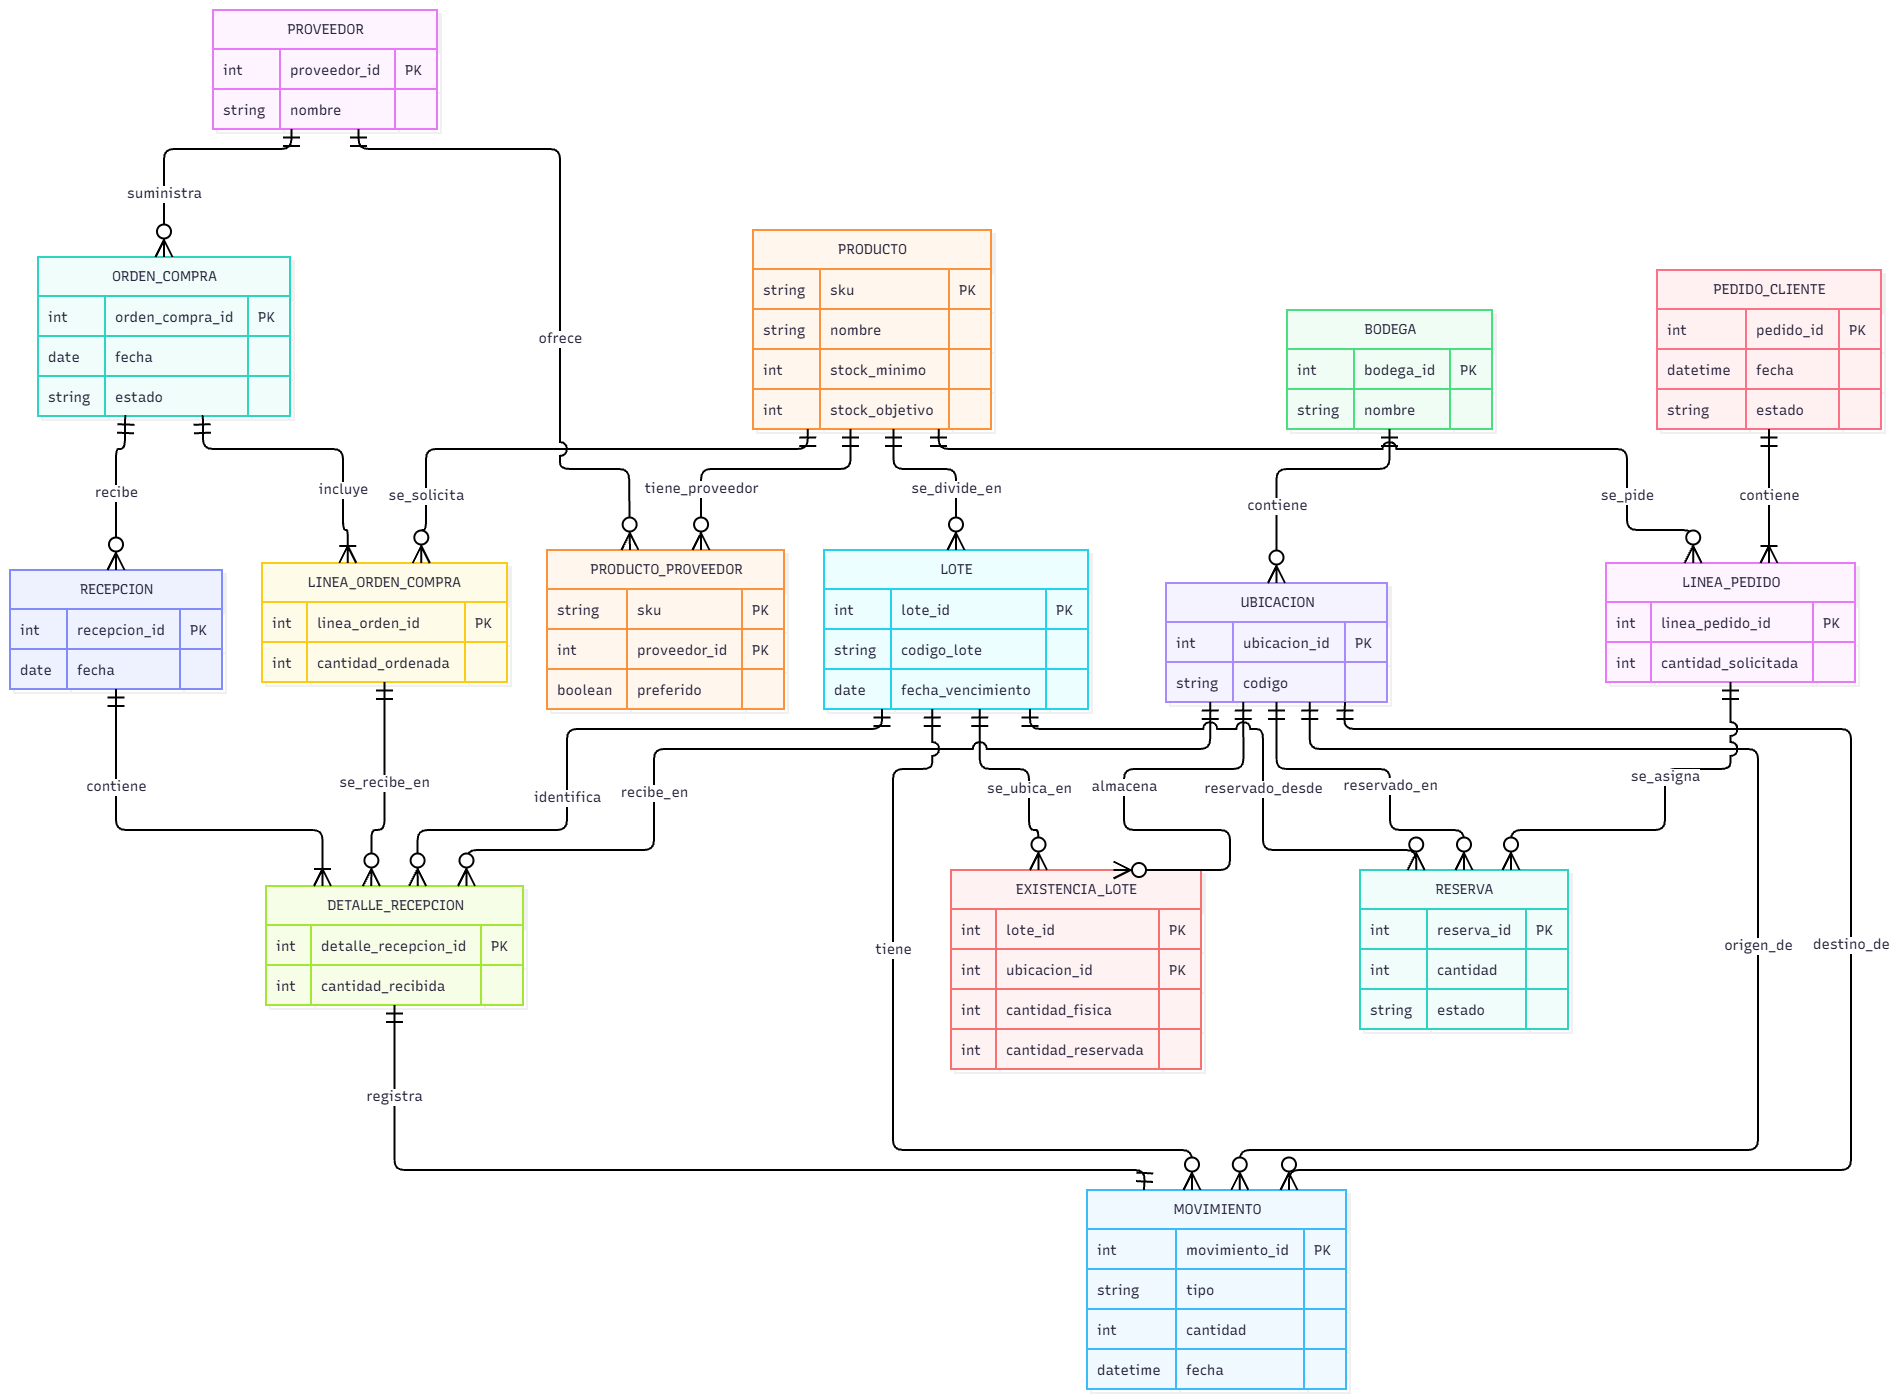 PROVEEDOR
int proveedor_id PK
string nombre
suministra
ofrece
ORDEN_COMPRA
int orden_compra_id PK
date fecha
string estado
PRODUCTO
string sku PK
string nombre
int stock_minimo
int stock_objetivo
BODEGA
int bodega_id PK
string nombre
PEDIDO_CLIENTE
int pedido_id PK
datetime fecha
string estado
recibe
incluye
se_solicita
tiene_proveedor
se_divide_en
contiene
se_pide
contiene
RECEPCION
int recepcion_id PK
date fecha
LINEA_ORDEN_COMPRA
int linea_orden_id PK
int cantidad_ordenada
PRODUCTO_PROVEEDOR
string sku PK
int proveedor_id PK
boolean preferido
LOTE
int lote_id PK
string codigo_lote
date fecha_vencimiento
UBICACION
int ubicacion_id PK
string codigo
LINEA_PEDIDO
int linea_pedido_id PK
int cantidad_solicitada
contiene
se_recibe_en
identifica
recibe_en
se_ubica_en
almacena
reservado_desde
reservado_en
se_asigna
DETALLE_RECEPCION
int detalle_recepcion_id PK
int cantidad_recibida
tiene
EXISTENCIA_LOTE
int lote_id PK
int ubicacion_id PK
int cantidad_fisica
int cantidad_reservada
RESERVA
int reserva_id PK
int cantidad
string estado
origen_de
destino_de
registra
MOVIMIENTO
int movimiento_id PK
string tipo
int cantidad
datetime fecha